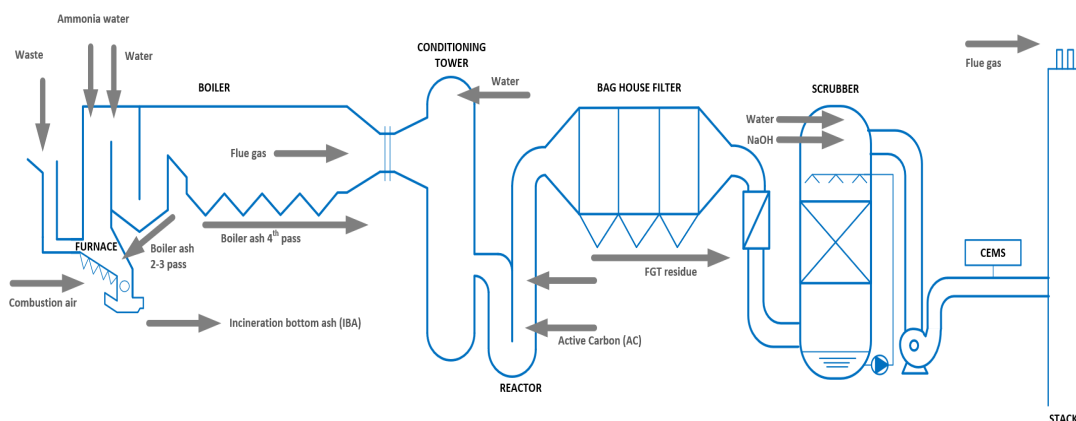 Ammonia water
Waste
Water
BOILER
CONDITIONING
TOWER
Water
BAG HOUSE FILTER
SCRUBBER
Flue gas
Water
NaOH
Flue gas
Boiler ash 4th pass
FURNACE
Boiler ash
2-3 pass
CEMS
FGT residue
Combustion air
Incineration bottom ash (IBA)
Active Carbon (AC)
REACTOR
STACK